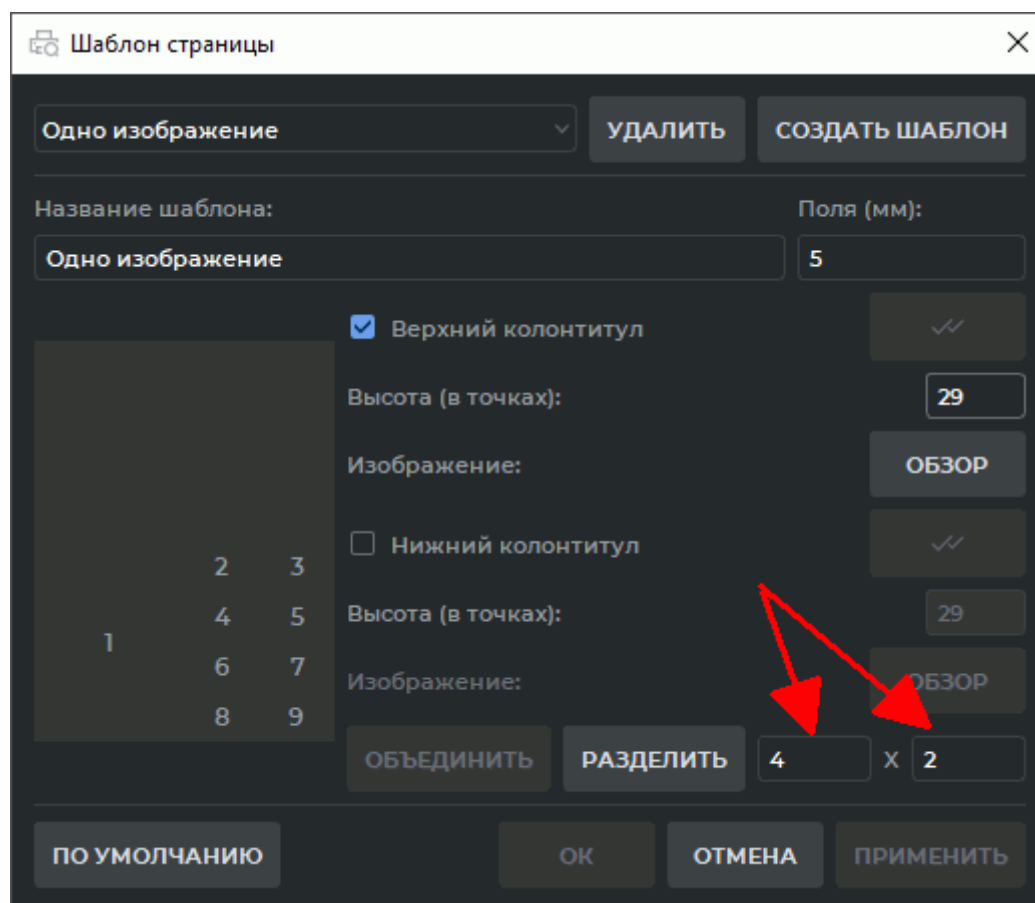 Шаблон страницы
Одно изображение
УДАЛИТЬ
СОЗДАТЬ ШАБЛОН
Название шаблона:
Поля (мм):
Одно изображение
5
Верхний колонтитул
Высота (в точках):
29
Изображение:
ОБЗОР
Нижний колонтитул
2 3
Высота (в точках):
29
4 5
1
6 7
Изображение:
ОБЗОР
8 9
ОБЪЕДИНИТЬ
РАЗДЕЛИТЬ
4 X 2
ПО УМОЛЧАНИЮ
ОК
ОТМЕНА
ПРИМЕНИТЬ